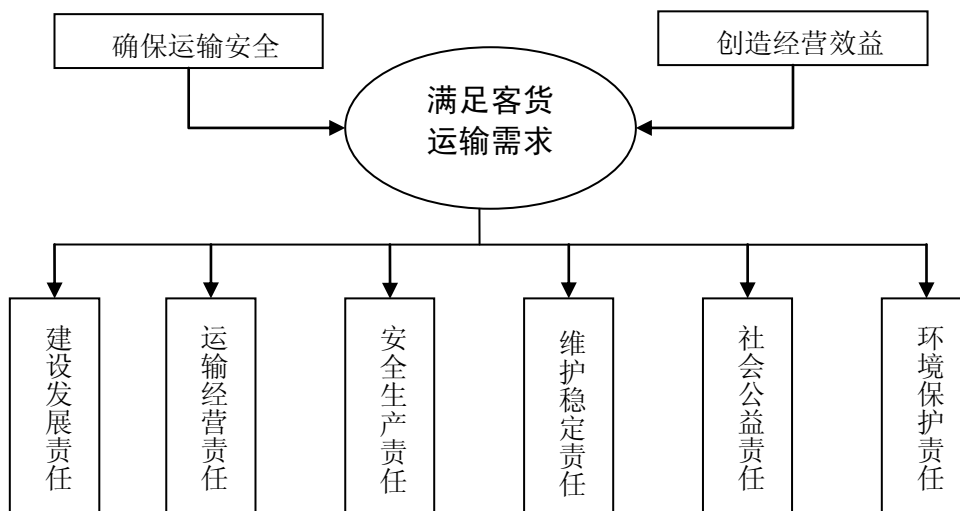 确保运输安全
创造经营效益
满足客货
运输需求
建设发展责任
运输经营责任
安全生产责任
维护稳定责任
社会公益责任
环境保护责任